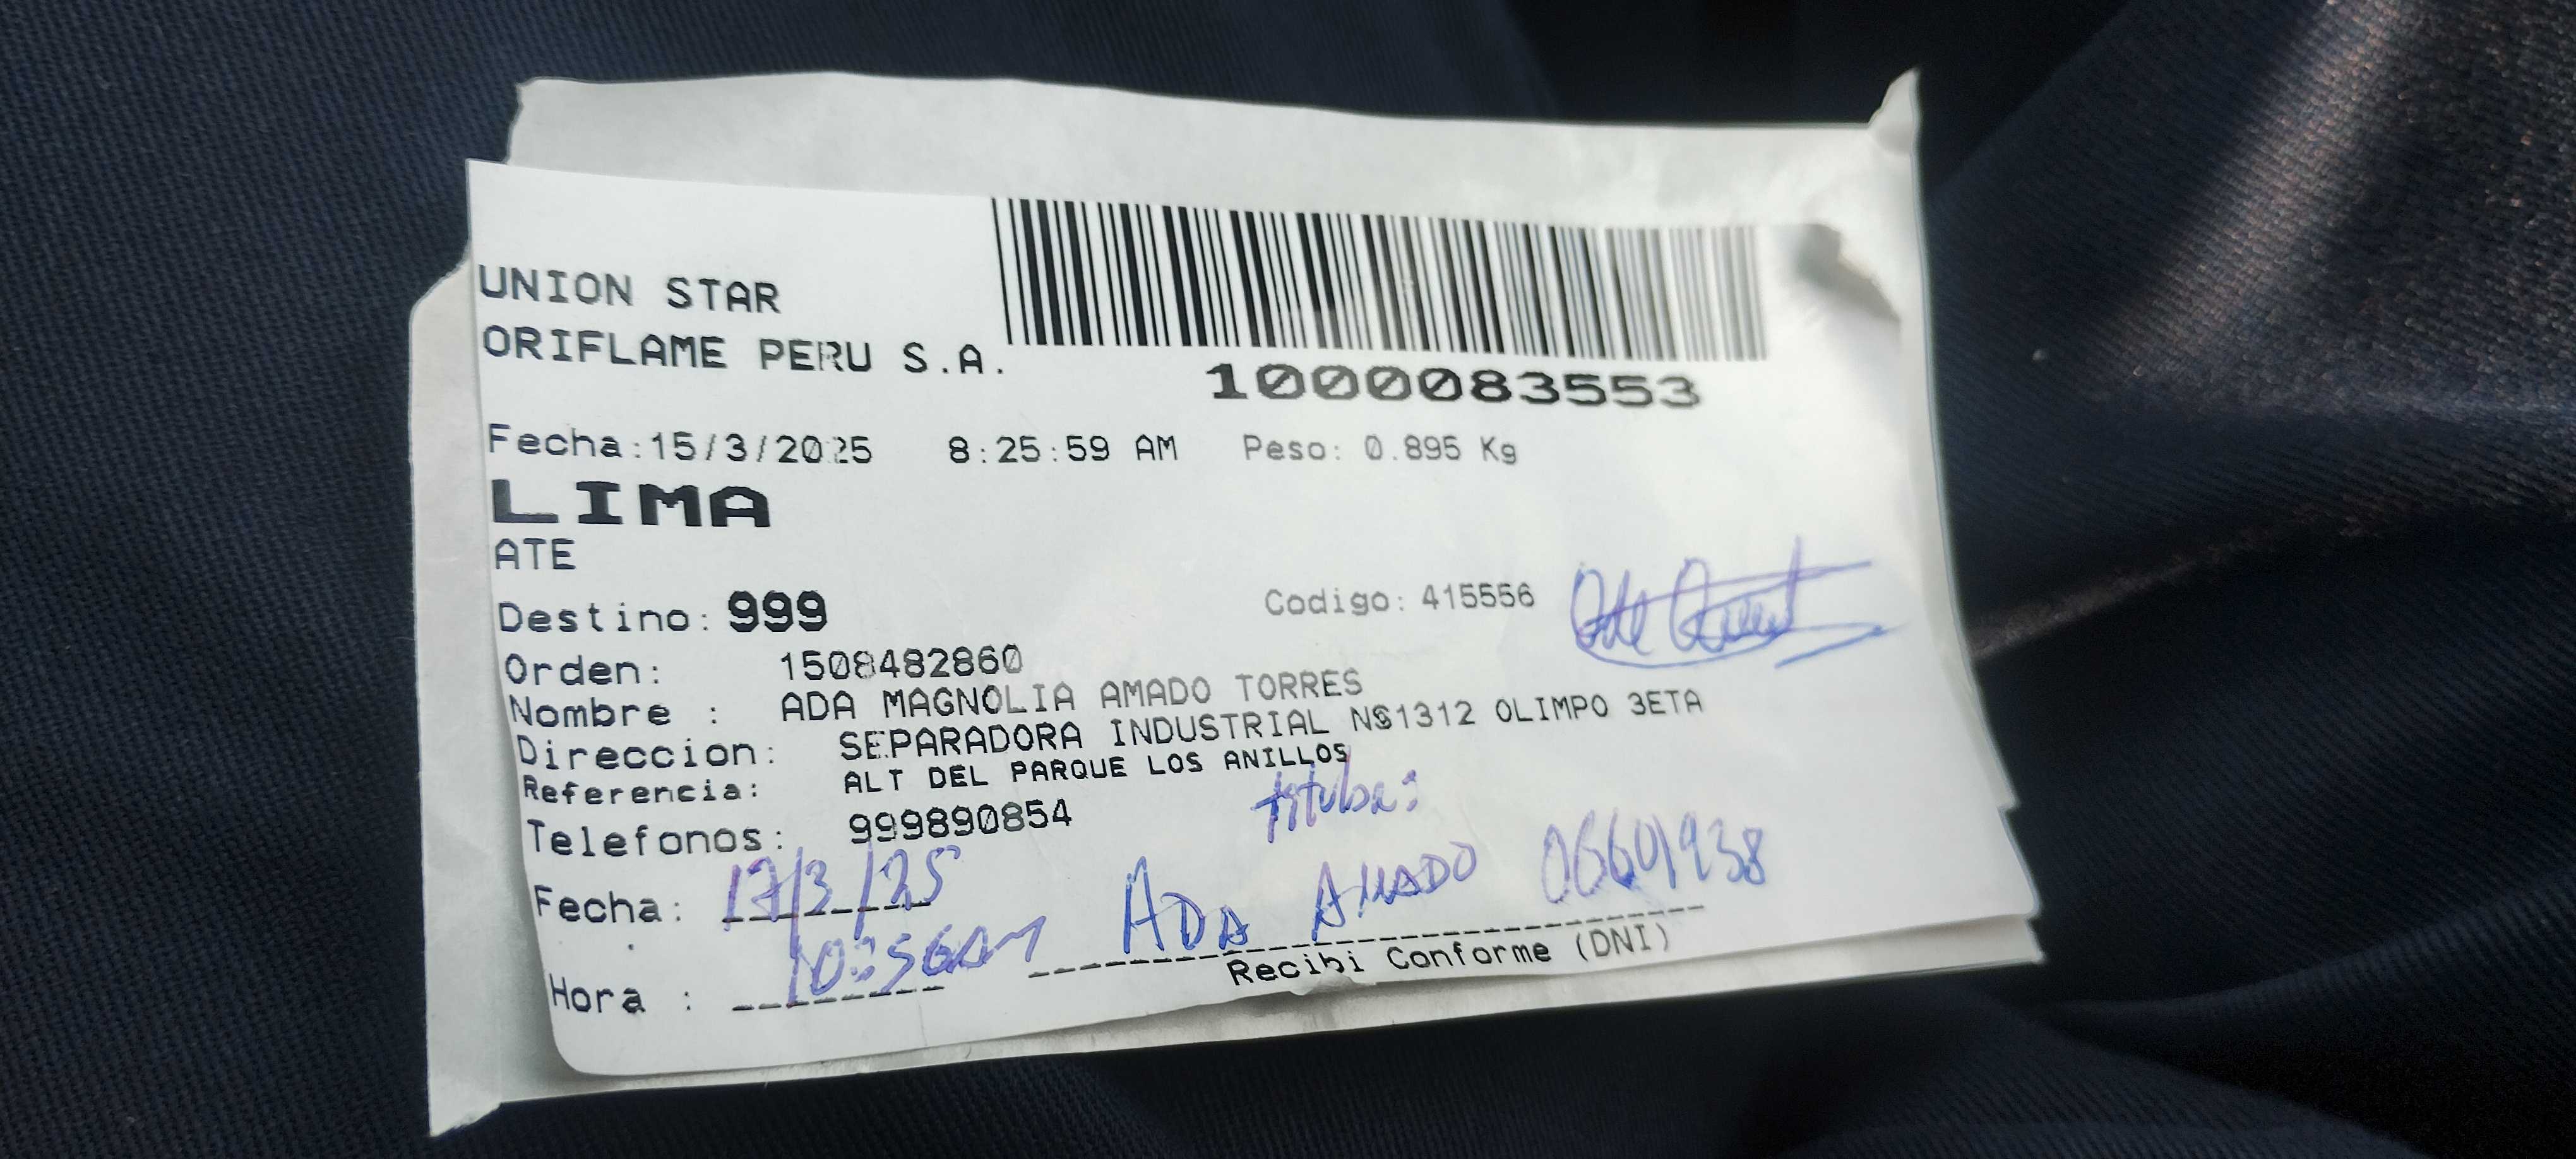 UNION STAR
ORIFLAME PERU S.A.
1000083553
Fecha:15/3/2025 8:25:59 AM Peso: 0.895 Kg
LIMA
ATE
Destino: 999 Codigo: 415556
Orden: 1508482860
Nombre : ADA MAGNOLIA AMADO TORRES
Direccion: SEPARADORA INDUSTRIAL N§1312 OLIMPO 3ETA
Referencia: ALT DEL PARQUE LOS ANILLOS
Telefonos: 999890854
titular
Fecha: 17/3/25
ADA AMADO 06601938
Hora : 10:56AM
Recibi Conforme (DNI)